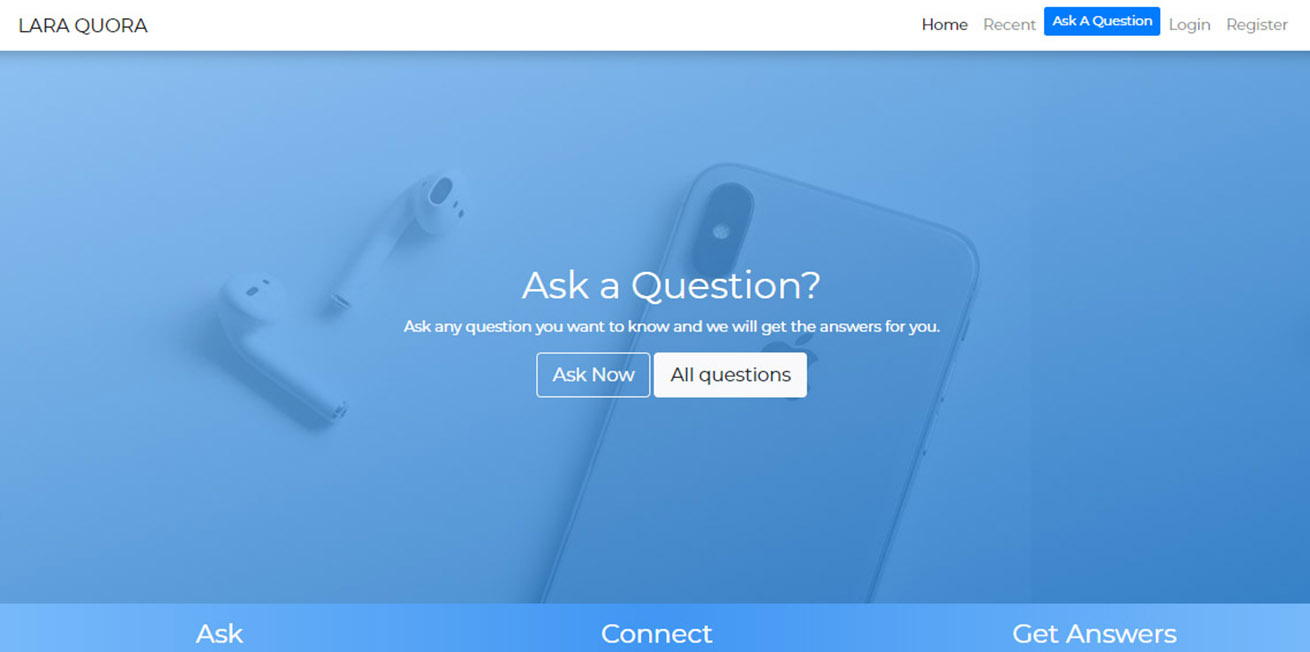 LARA QUORA
Home Recent Ask A Question Login Register
Ask a Question?
Ask any question you want to know and we will get the answers for you.
Ask Now All questions
Ask Connect Get Answers